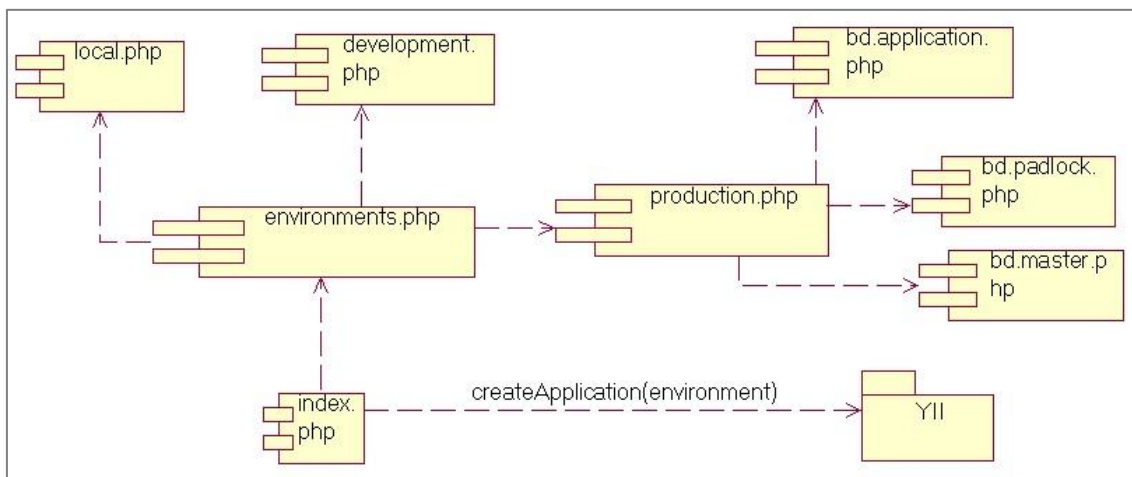 local.php
development.
php
bd.application.
php
bd.padlock.
php
environments.php
production.php
bd.master.p
hp
index.
php
createApplication(environment)
YII